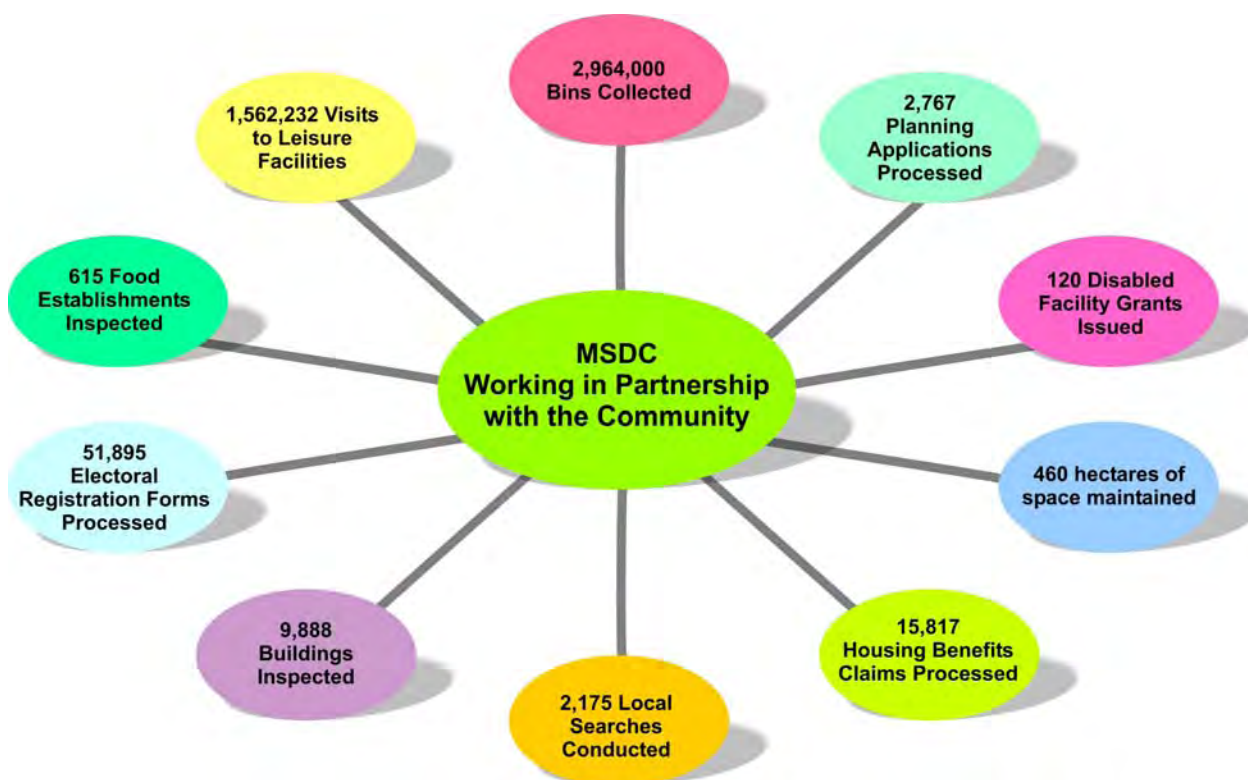 2,964,000
Bins Collected
2,767
Planning
Applications
Processed
120 Disabled
Facility Grants
Issued
460 hectares of
space maintained
15,817
Housing Benefits
Claims Processed
2,175 Local
Searches
Conducted
9,888
Buildings
Inspected
51,895
Electoral
Registration Forms
Processed
615 Food
Establishments
Inspected
1,562,232 Visits
to Leisure
Facilities
MSDC
Working in Partnership
with the Community